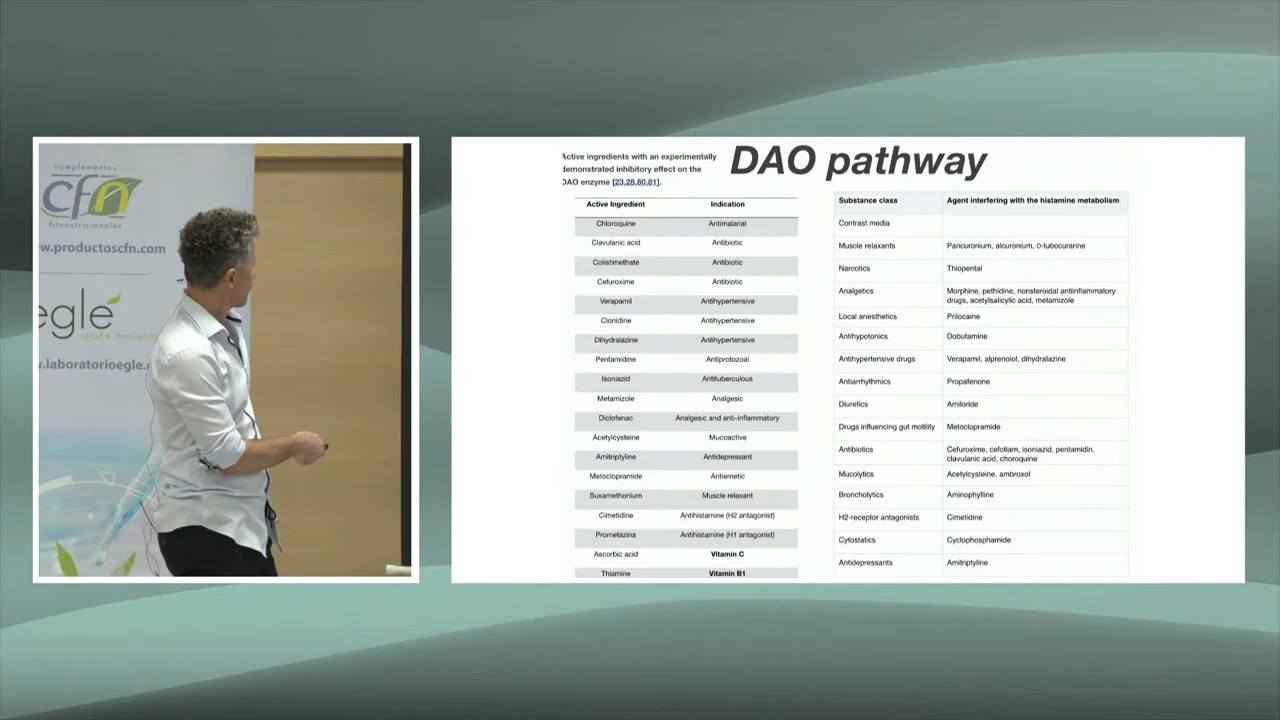 complementos
cfn
fitonutricionales
w.productoscfn.com
eglé
salud e innovación
.laboratorioegle.
DAO pathway
Active ingredients with an experimentally
demonstrated inhibitory effect on the
DAO enzyme [23,28,80,81].
Active Ingredient Indication
Chloroquine Antimalarial
Clavulanic acid Antibiotic
Colistimethate Antibiotic
Cefuroxime Antibiotic
Verapamil Antihypertensive
Clonidine Antihypertensive
Dihydralazine Antihypertensive
Pentamidine Antiprotozoal
Isoniazid Antituberculous
Metamizole Analgesic
Diclofenac Analgesic and anti-inflammatory
Acetylcysteine Mucoactive
Amitriptyline Antidepressant
Metoclopramide Antiemetic
Suxamethonium Muscle relaxant
Cimetidine Antihistamine (H2 antagonist)
Prometazina Antihistamine (H1 antagonist)
Ascorbic acid Vitamin C
Thiamine Vitamin B1
Substance class Agent interfering with the histamine metabolism
Contrast media
Muscle relaxants Pancuronium, alcuronium, D-tubocurarine
Narcotics Thiopental
Analgetics Morphine, pethidine, nonsteroidal antiinflammatory
drugs, acetylsalicylic acid, metamizole
Local anesthetics Prilocaine
Antihypotonics Dobutamine
Antihypertensive drugs Verapamil, alprenolol, dihydralazine
Antiarrhythmics Propafenone
Diuretics Amiloride
Drugs influencing gut motility Metoclopramide
Antibiotics Cefuroxime, cefotiam, isoniazid, pentamidin,
clavulanic acid, choroquine
Mucolytics Acetylcysteine, ambroxol
Broncholytics Aminophylline
H2-receptor antagonists Cimetidine
Cytostatics Cyclophosphamide
Antidepressants Amitriptyline